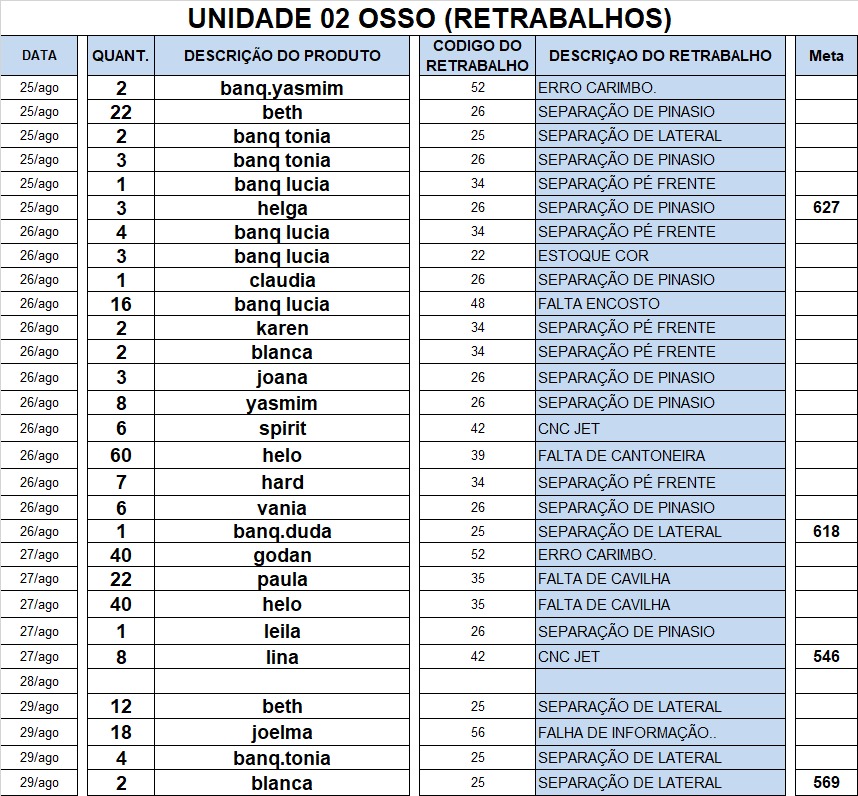 UNIDADE 02 OSSO (RETRABALHOS)
DATA QUANT. DESCRIÇÃO DO PRODUTO CODIGO DO RETRABALHO DESCRIÇAO DO RETRABALHO Meta
25/ago 2 banq.yasmim 52 ERRO CARIMBO.
25/ago 22 beth 26 SEPARAÇÃO DE PINASIO
25/ago 2 banq tonia 25 SEPARAÇÃO DE LATERAL
25/ago 3 banq tonia 26 SEPARAÇÃO DE PINASIO
25/ago 1 banq lucia 34 SEPARAÇÃO PÉ FRENTE
25/ago 3 helga 26 SEPARAÇÃO DE PINASIO 627
26/ago 4 banq lucia 34 SEPARAÇÃO PÉ FRENTE
26/ago 3 banq lucia 22 ESTOQUE COR
26/ago 1 claudia 26 SEPARAÇÃO DE PINASIO
26/ago 16 banq lucia 48 FALTA ENCOSTO
26/ago 2 karen 34 SEPARAÇÃO PÉ FRENTE
26/ago 2 blanca 34 SEPARAÇÃO PÉ FRENTE
26/ago 3 joana 26 SEPARAÇÃO DE PINASIO
26/ago 8 yasmim 26 SEPARAÇÃO DE PINASIO
26/ago 6 spirit 42 CNC JET
26/ago 60 helo 39 FALTA DE CANTONEIRA
26/ago 7 hard 34 SEPARAÇÃO PÉ FRENTE
26/ago 6 vania 26 SEPARAÇÃO DE PINASIO
26/ago 1 banq.duda 25 SEPARAÇÃO DE LATERAL 618
27/ago 40 godan 52 ERRO CARIMBO.
27/ago 22 paula 35 FALTA DE CAVILHA
27/ago 40 helo 35 FALTA DE CAVILHA
27/ago 1 leila 26 SEPARAÇÃO DE PINASIO
27/ago 8 lina 42 CNC JET 546
28/ago
29/ago 12 beth 25 SEPARAÇÃO DE LATERAL
29/ago 18 joelma 56 FALHA DE INFORMAÇÃO..
29/ago 4 banq.tonia 25 SEPARAÇÃO DE LATERAL
29/ago 2 blanca 25 SEPARAÇÃO DE LATERAL 569